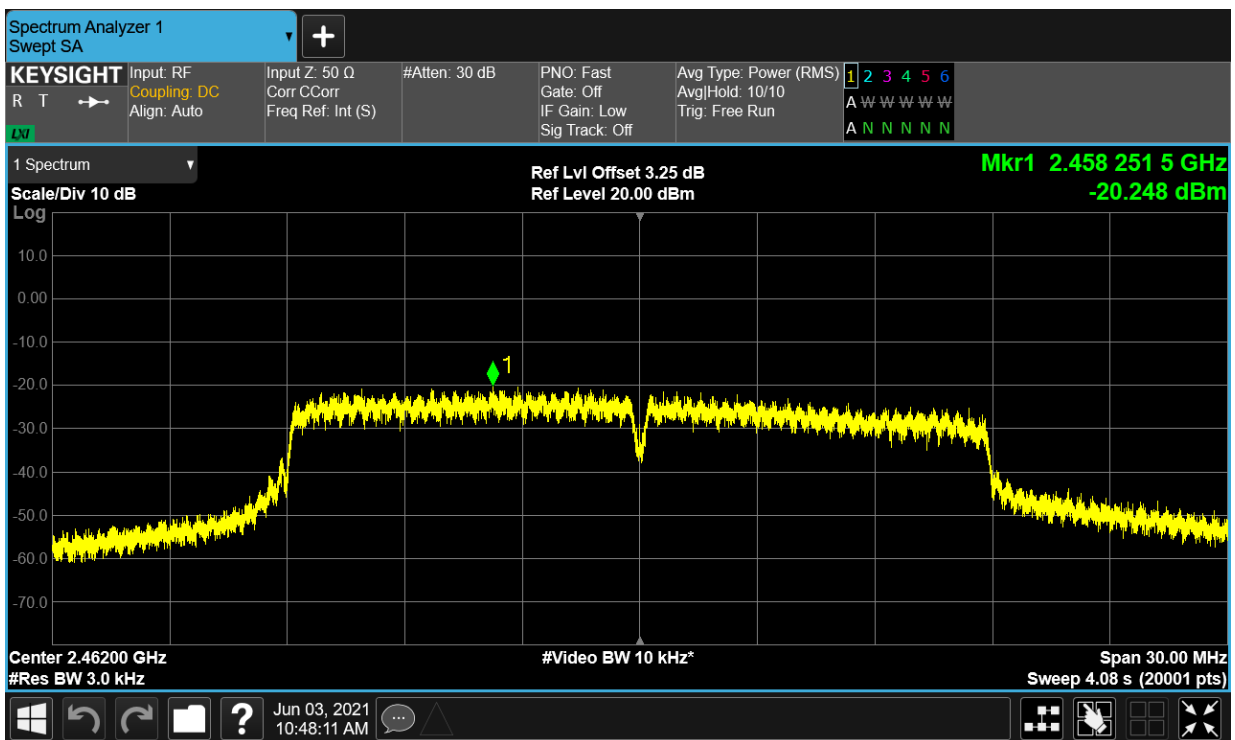 Spectrum Analyzer 1
Swept SA
+
KEYSIGHT
R T
LXI
Input: RF
Coupling: DC
Align: Auto
Input Z: 50 Ω
Corr CCorr
Freq Ref: Int (S)
#Atten: 30 dB
PNO: Fast
Gate: Off
IF Gain: Low
Sig Track: Off
Avg Type: Power (RMS)
Avg|Hold: 10/10
Trig: Free Run
1 2 3 4 5 6
A W W W W W
A N N N N N
1 Spectrum
Scale/Div 10 dB
Ref Lvl Offset 3.25 dB
Ref Level 20.00 dBm
Mkr1 2.458 251 5 GHz
-20.248 dBm
Log
10.0
0.00
-10.0
1
-20.0
-30.0
-40.0
-50.0
-60.0
-70.0
Center 2.46200 GHz
#Res BW 3.0 kHz
#Video BW 10 kHz*
Span 30.00 MHz
Sweep 4.08 s (20001 pts)
?
Jun 03, 2021
10:48:11 AM